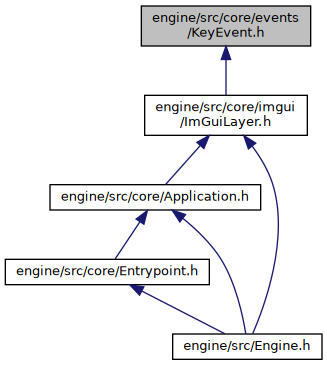 engine/src/core/events
/KeyEvent.h
engine/src/core/imgui
/ImGuiLayer.h
engine/src/core/Application.h
engine/src/core/Entrypoint.h
engine/src/Engine.h